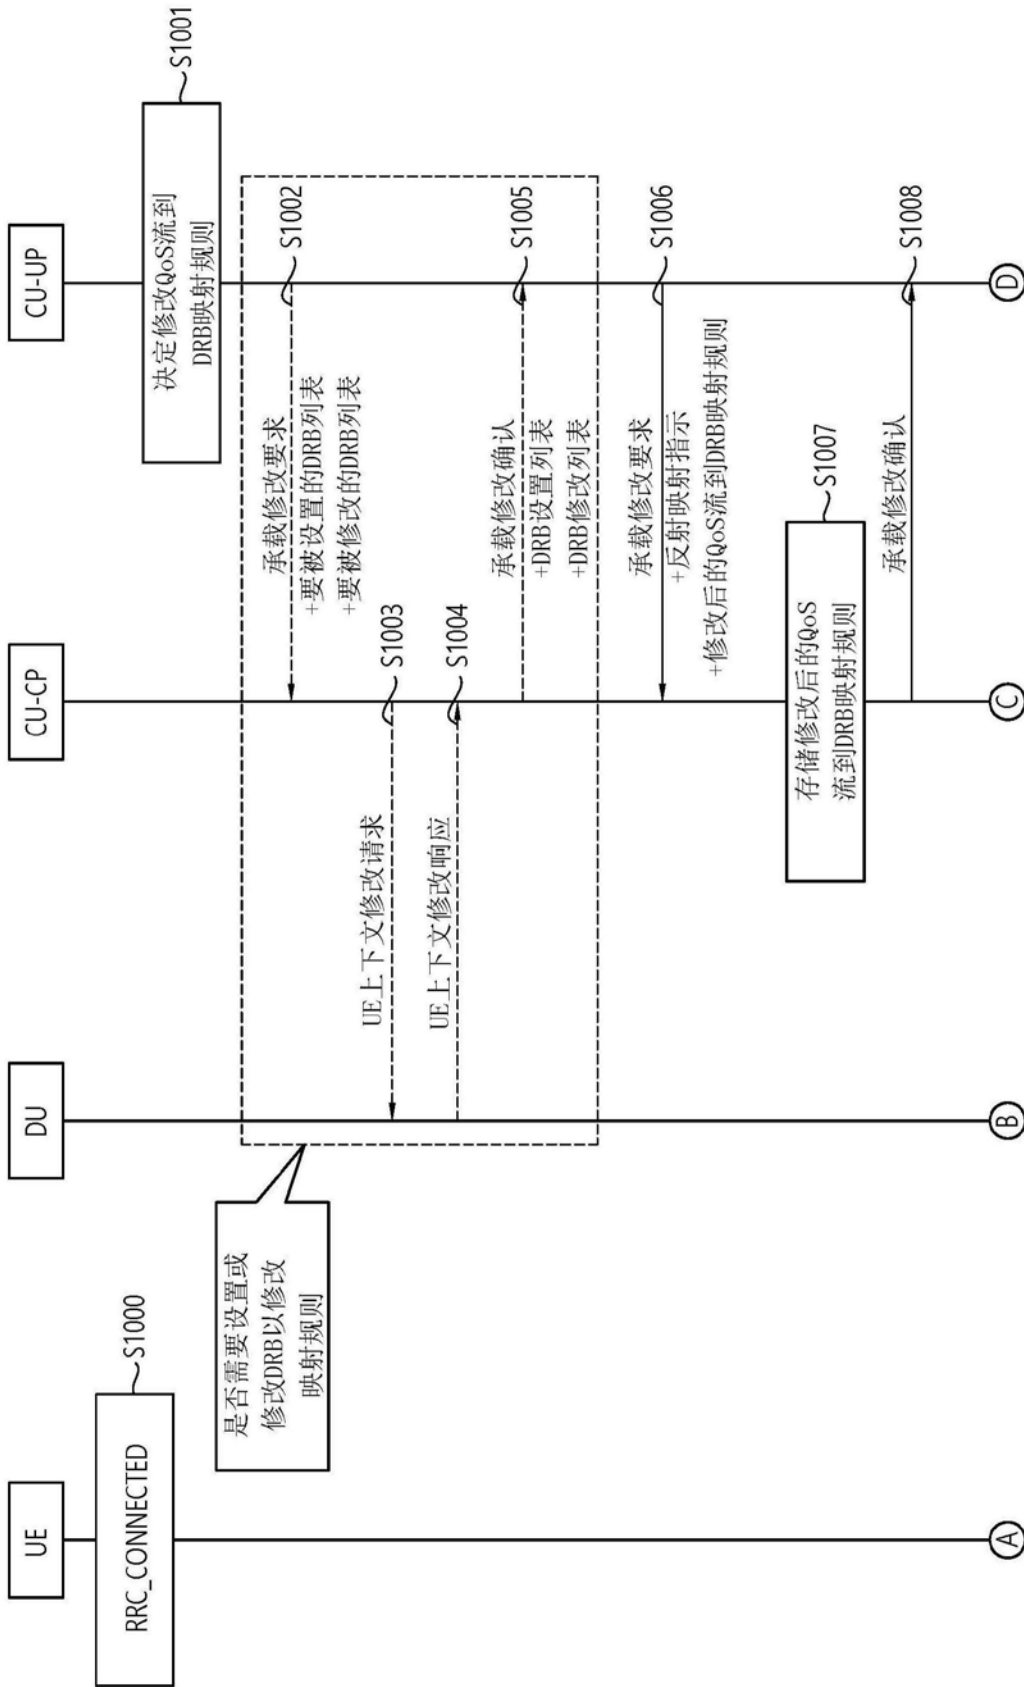 UE
DU
CU-CP
CU-UP
RRC_CONNECTED
S1000
决定修改QoS流到
DRB映射规则
S1001
是否需要设置或
修改DRB以修改
映射规则
承载修改要求
+要被设置的DRB列表
+要被修改的DRB列表
S1002
UE上下文修改请求
S1003
UE上下文修改响应
S1004
承载修改确认
+DRB设置列表
+DRB修改列表
S1005
承载修改要求
+反射映射指示
+修改后的QoS流到DRB映射规则
S1006
存储修改后的QoS
流到DRB映射规则
S1007
承载修改确认
S1008
A
B
C
D